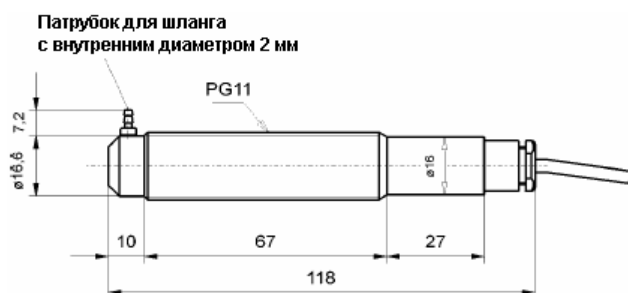 Патрубок для шланга
с внутренним диаметром 2 мм
PG11
7,2
ø16,6
ø16
10
67
27
118